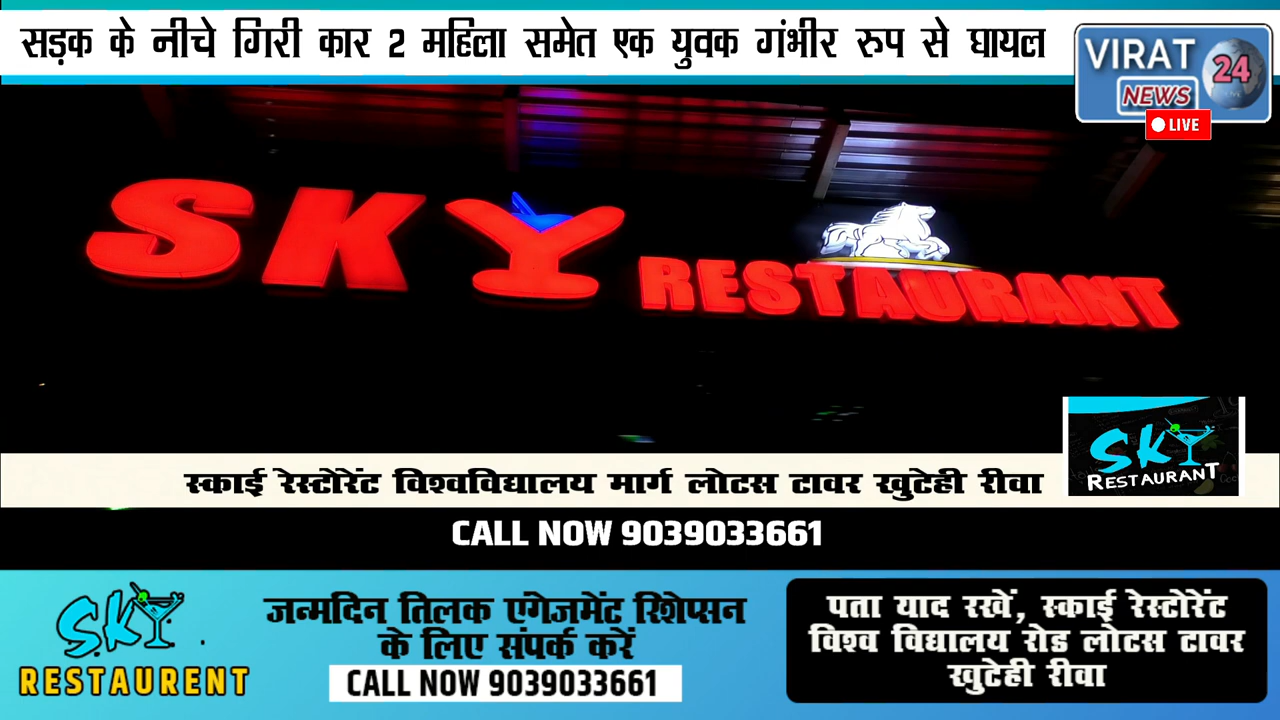 सड़क के नीचे गिरी कार 2 महिला समेत एक युवक गंभीर रुप से घायल
VIRAT
24
NEWS
LIVE
SKY RESTAURANT
SKY
RESTAURANT
स्काई रेस्टोरेंट विश्वविद्यालय मार्ग लोटस टावर खुटेही रीवा
CALL NOW 9039033661
SKY
RESTAURENT
जन्मदिन तिलक एंगेजमेंट रिशेप्सन
के लिए संपर्क करें
CALL NOW 9039033661
पता याद रखें, स्काई रेस्टोरेंट
विश्व विद्यालय रोड लोटस टावर
खुटेही रीवा